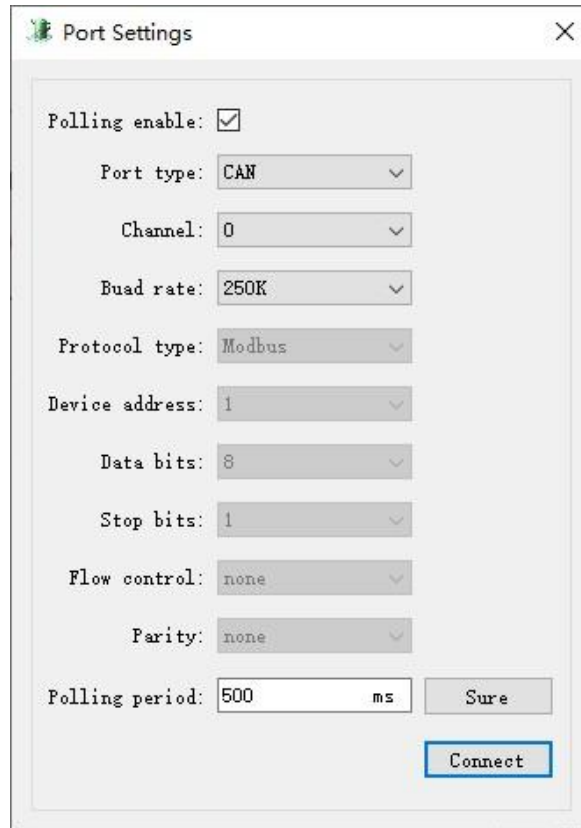 Port Settings
Polling enable:
Port type: CAN
Channel: 0
Buad rate: 250K
Protocol type: Modbus
Device address: 1
Data bits: 8
Stop bits: 1
Flow control: none
Parity: none
Polling period: 500 ms Sure
Connect